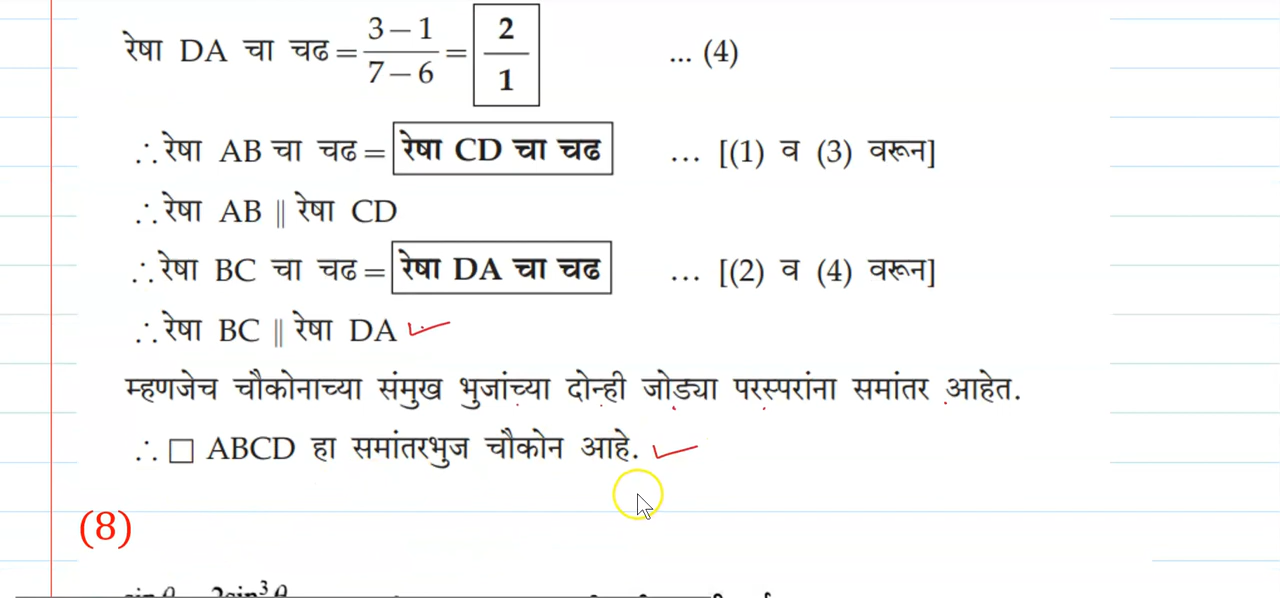 रेषा DA चा चढ = 3 – 1 / 7 – 6 = 2 / 1 ... (4)
∴ रेषा AB चा चढ = रेषा CD चा चढ ... [(1) व (3) वरून]
∴ रेषा AB || रेषा CD
∴ रेषा BC चा चढ = रेषा DA चा चढ ... [(2) व (4) वरून]
∴ रेषा BC || रेषा DA
म्हणजेच चौकोनाच्या संमुख भुजांच्या दोन्ही जोड्या परस्परांना समांतर आहेत.
∴ □ ABCD हा समांतरभुज चौकोन आहे.
(8)